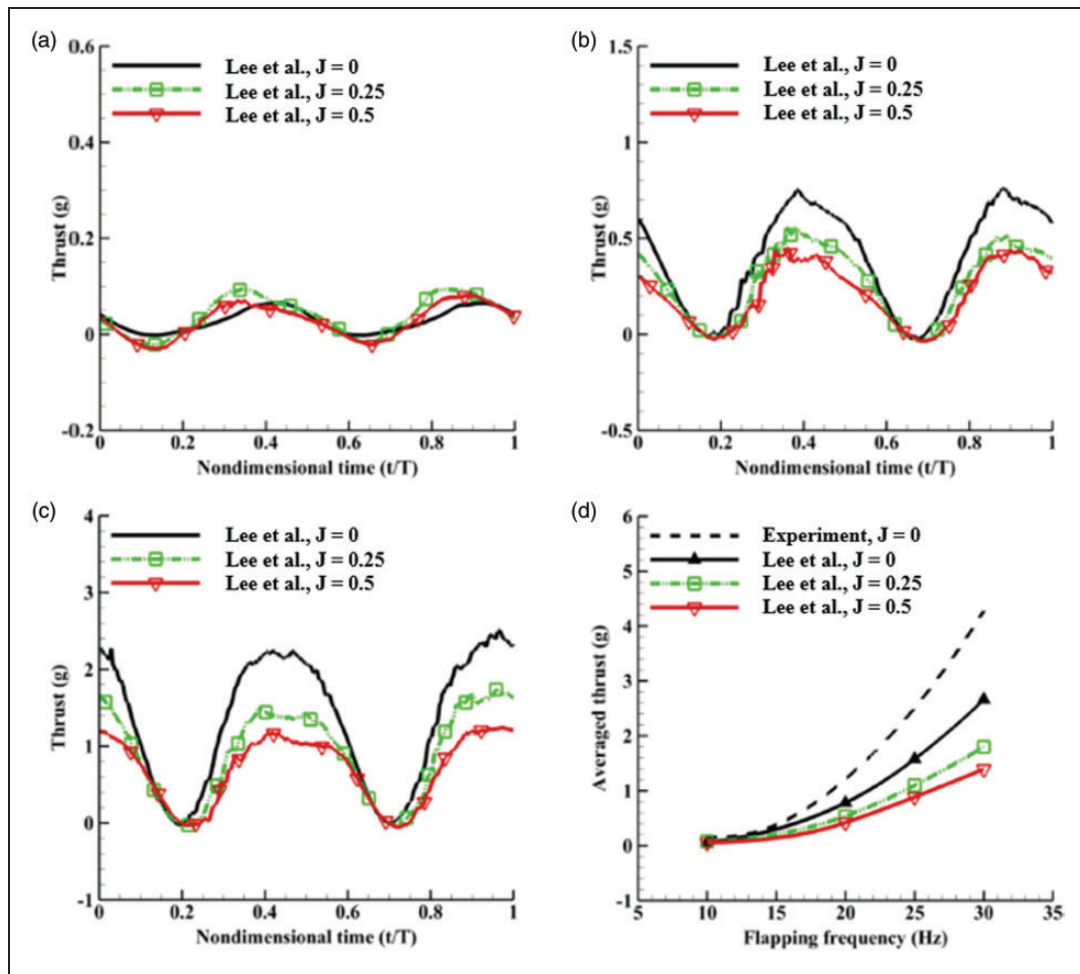 (a)
0.6
0.4
0.2
0
-0.2
Thrust (g)
Lee et al., J = 0
Lee et al., J = 0.25
Lee et al., J = 0.5
0 0.2 0.4 0.6 0.8 1
Nondimensional time (t/T)
(b)
1.5
1
0.5
0
-0.5
Thrust (g)
Lee et al., J = 0
Lee et al., J = 0.25
Lee et al., J = 0.5
0 0.2 0.4 0.6 0.8 1
Nondimensional time (t/T)
(c)
4
3
2
1
0
-1
Thrust (g)
Lee et al., J = 0
Lee et al., J = 0.25
Lee et al., J = 0.5
0 0.2 0.4 0.6 0.8 1
Nondimensional time (t/T)
(d)
6
5
4
3
2
1
0
-1
Averaged thrust (g)
Experiment, J = 0
Lee et al., J = 0
Lee et al., J = 0.25
Lee et al., J = 0.5
5 10 15 20 25 30 35
Flapping frequency (Hz)